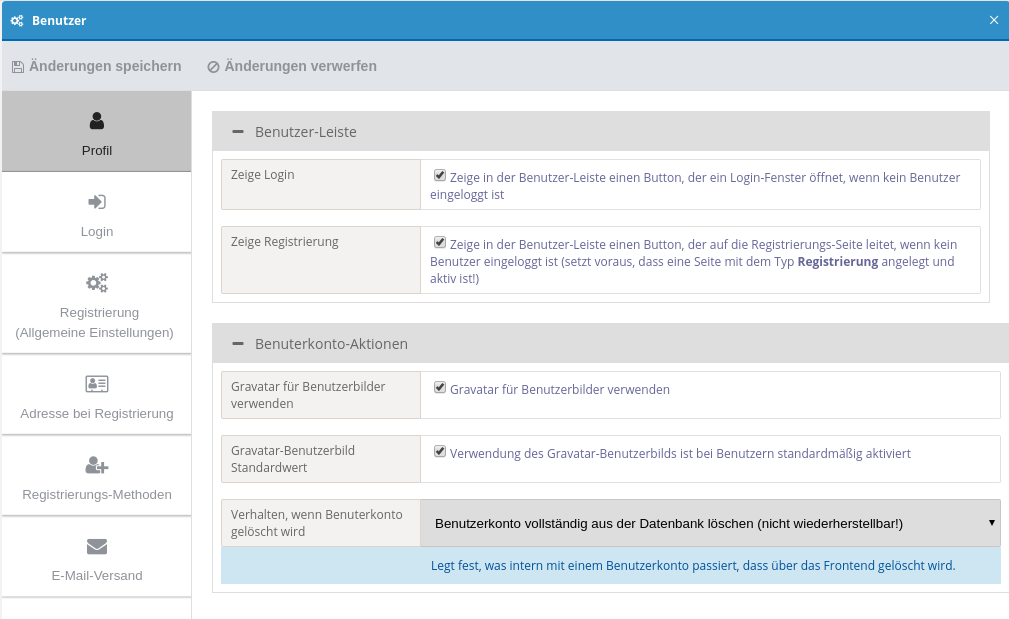 Benutzer
Änderungen speichern
Änderungen verwerfen
Profil
Login
Registrierung
(Allgemeine Einstellungen)
Adresse bei Registrierung
Registrierungs-Methoden
E-Mail-Versand
Benutzer-Leiste
Zeige Login
Zeige in der Benutzer-Leiste einen Button, der ein Login-Fenster öffnet, wenn kein Benutzer
eingeloggt ist
Zeige Registrierung
Zeige in der Benutzer-Leiste einen Button, der auf die Registrierungs-Seite leitet, wenn kein
Benutzer eingeloggt ist (setzt voraus, dass eine Seite mit dem Typ Registrierung angelegt und
aktiv ist!)
Benuterkonto-Aktionen
Gravatar für Benutzerbilder
verwenden
Gravatar für Benutzerbilder verwenden
Gravatar-Benutzerbild
Standardwert
Verwendung des Gravatar-Benutzerbilds ist bei Benutzern standardmäßig aktiviert
Verhalten, wenn Benuterkonto
gelöscht wird
Benutzerkonto vollständig aus der Datenbank löschen (nicht wiederherstellbar!)
Legt fest, was intern mit einem Benutzerkonto passiert, dass über das Frontend gelöscht wird.